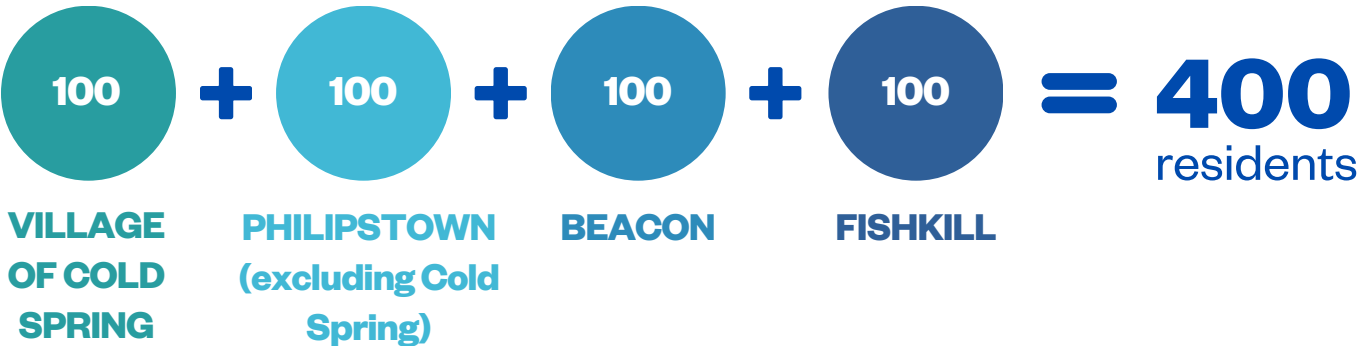 100 + 100 + 100 + 100 = 400
residents
VILLAGE
OF COLD
SPRING
PHILIPSTOWN
(excluding Cold
Spring)
BEACON
FISHKILL